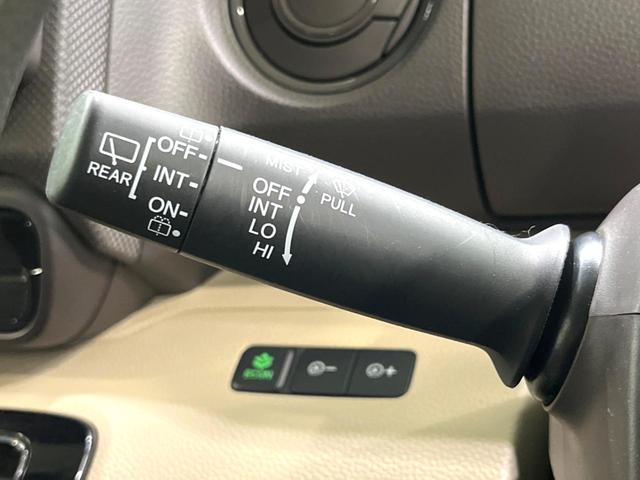 OFF
REAR
INT
ON
MIST
OFF
INT
LO
HI
PULL
ECON